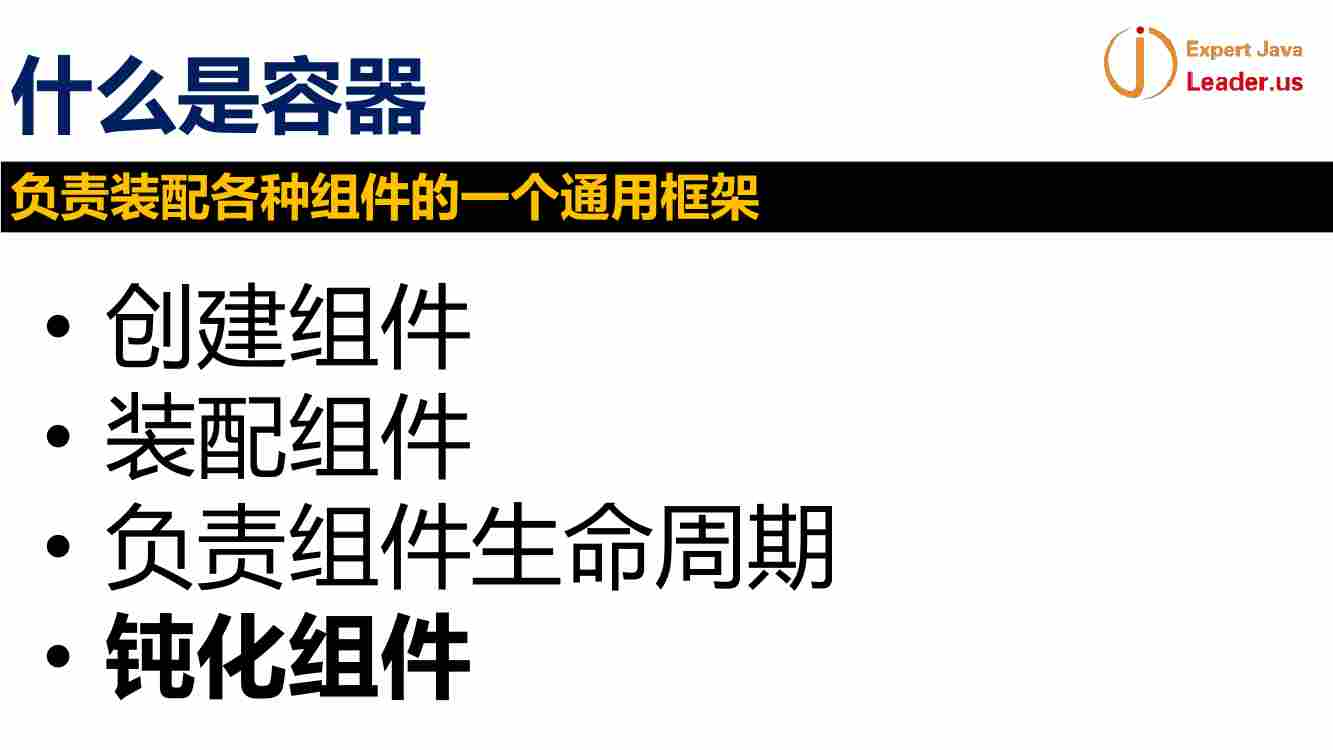 什么是容器
Expert Java
Leader.us
负责装配各种组件的一个通用框架
• 创建组件
• 装配组件
• 负责组件生命周期
• 钝化组件